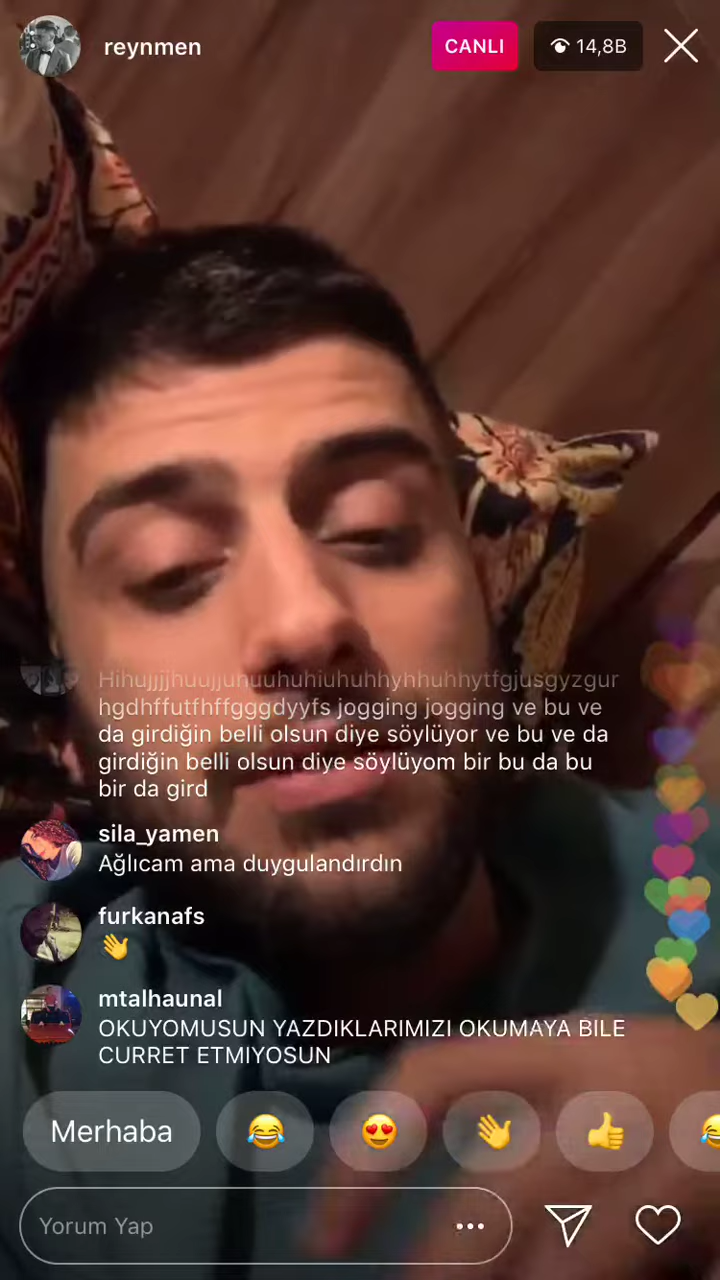 reynmen
CANLI
14,8B
Hihujjjhuujjuhuuhuhiuhuhhyhhuhhytfgjusgyzgur
hgdhffutfhffgggdyyfs jogging jogging ve bu ve
da girdiğin belli olsun diye söylüyor ve bu ve da
girdiğin belli olsun diye söylüyom bir bu da bu
bir da gird
sila_yamen
Ağlıcam ama duygulandırdın
furkanafs
👋
mtalhaunal
OKUYOMUSUN YAZDIKLARIMIZI OKUMAYA BILE
CURRET ETMIYOSUN
Merhaba 😂 😍 👋 👍 😂
Yorum Yap